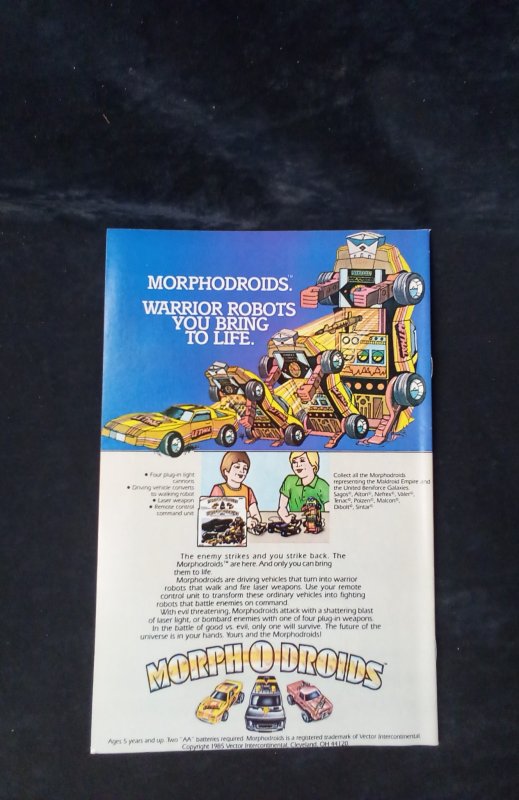 MORPHODROIDS.™
WARRIOR ROBOTS
YOU BRING
TO LIFE.
★ Four plug-in light
cannons
★ Driving vehicle converts
to walking robot
★ Laser weapon
★ Remote control
command unit
Collect all the Morphodroids
representing the Maldroid Empire and
the United Beniforce Galaxies.
The enemy strikes and you strike back. The
Morphodroids™ are here. And only you can bring
them to life.
Morphodroids are driving vehicles that turn into warrior
robots that walk and fire laser weapons. Use your remote
control unit to transform these ordinary vehicles into fighting
robots that battle enemies on command.
With evil threatening, Morphodroids attack with a shattering blast
of laser light, or bombard enemies with one of four plug-in weapons.
In the battle of good vs. evil, only one will survive. The future of the
universe is in your hands. Yours and the Morphodroids!
MORPH-O-DROIDS™
Ages 5 years and up. Two "AA" batteries required. Morphodroids is a registered trademark of Vector Intercontinental.
Copyright 1985 Vector Intercontinental, Cleveland, OH 44120.